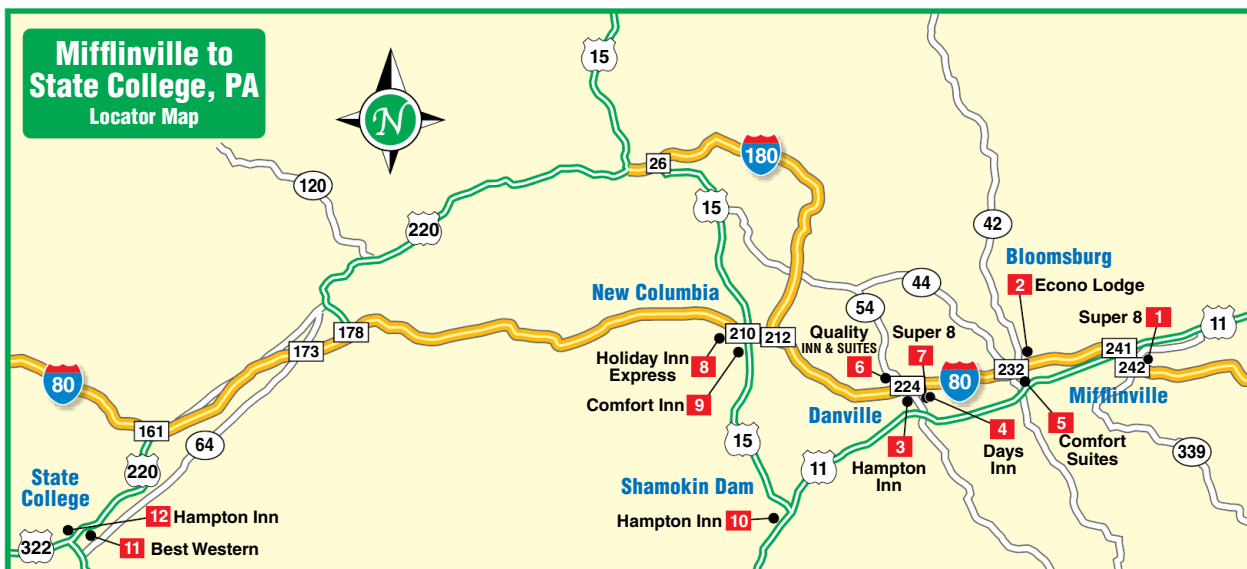 Mifflinville to
State College, PA
Locator Map
N
15
180
26
120
220
15
42
Bloomsburg
2 Econo Lodge
44
54
New Columbia
Super 8 1
11
178
210
212
Quality
INN & SUITES
6
Super 8
7
173
Holiday Inn
Express
8
241
242
232
80
224
80
Mifflinville
Comfort Inn 9
Danville
3
Hampton
Inn
4
Days
Inn
5
Comfort
Suites
161
64
15
339
220
11
State
College
Shamokin Dam
12 Hampton Inn
Hampton Inn 10
322
11 Best Western